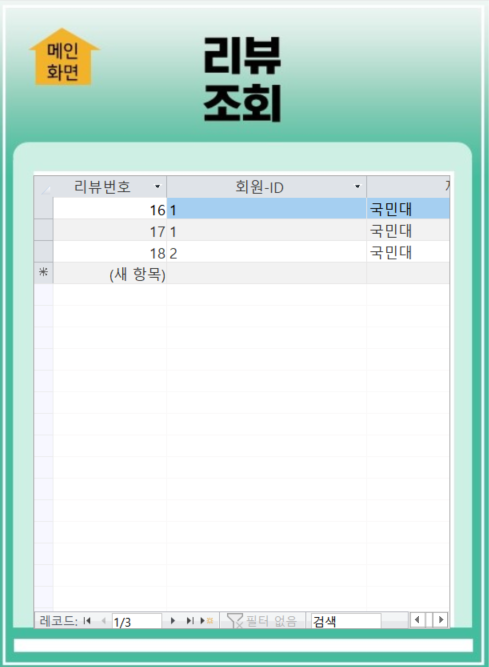 메인
화면
리뷰
조회
리뷰번호 회원-ID
16 1 국민대
17 1 국민대
18 2 국민대
(새 항목)
레코드: 1/3 필터 없음 검색